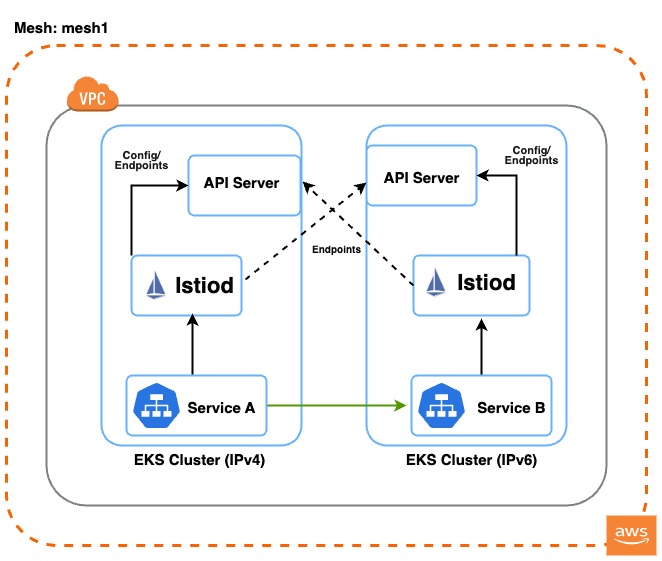 Mesh: mesh1
VPC
Config/
Endpoints
API Server
API Server
Config/
Endpoints
Endpoints
Istiod
Istiod
Service A
Service B
EKS Cluster (IPv4)
EKS Cluster (IPv6)
aws